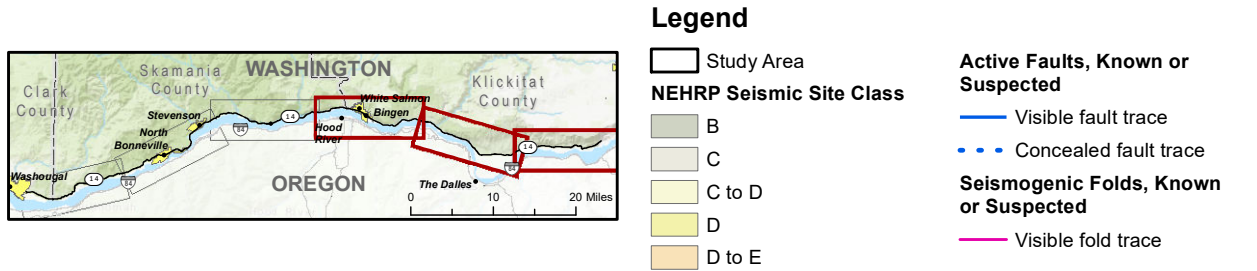 WASHINGTON
Skamania
County
Clark
County
Klickitat
County
Stevenson
North
Bonneville
Washougal
White Salmon
Bingen
Hood
River
The Dalles
OREGON
14
84
14
84
14
84
0 10 20 Miles
Legend
Study Area
NEHRP Seismic Site Class
B
C
C to D
D
D to E
Active Faults, Known or
Suspected
Visible fault trace
Concealed fault trace
Seismogenic Folds, Known
or Suspected
Visible fold trace